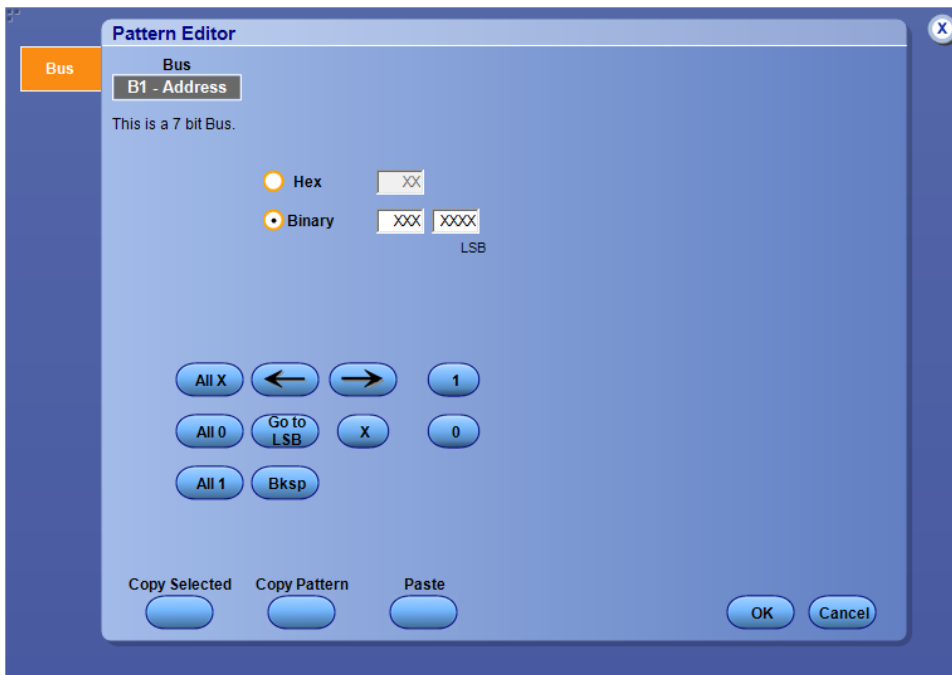 Pattern Editor
X
Bus
Bus
B1 - Address
This is a 7 bit Bus.
Hex XX
Binary XXX XXXX
LSB
All X 1
All 0 Go to LSB X 0
All 1 Bksp
Copy Selected Copy Pattern Paste
OK Cancel